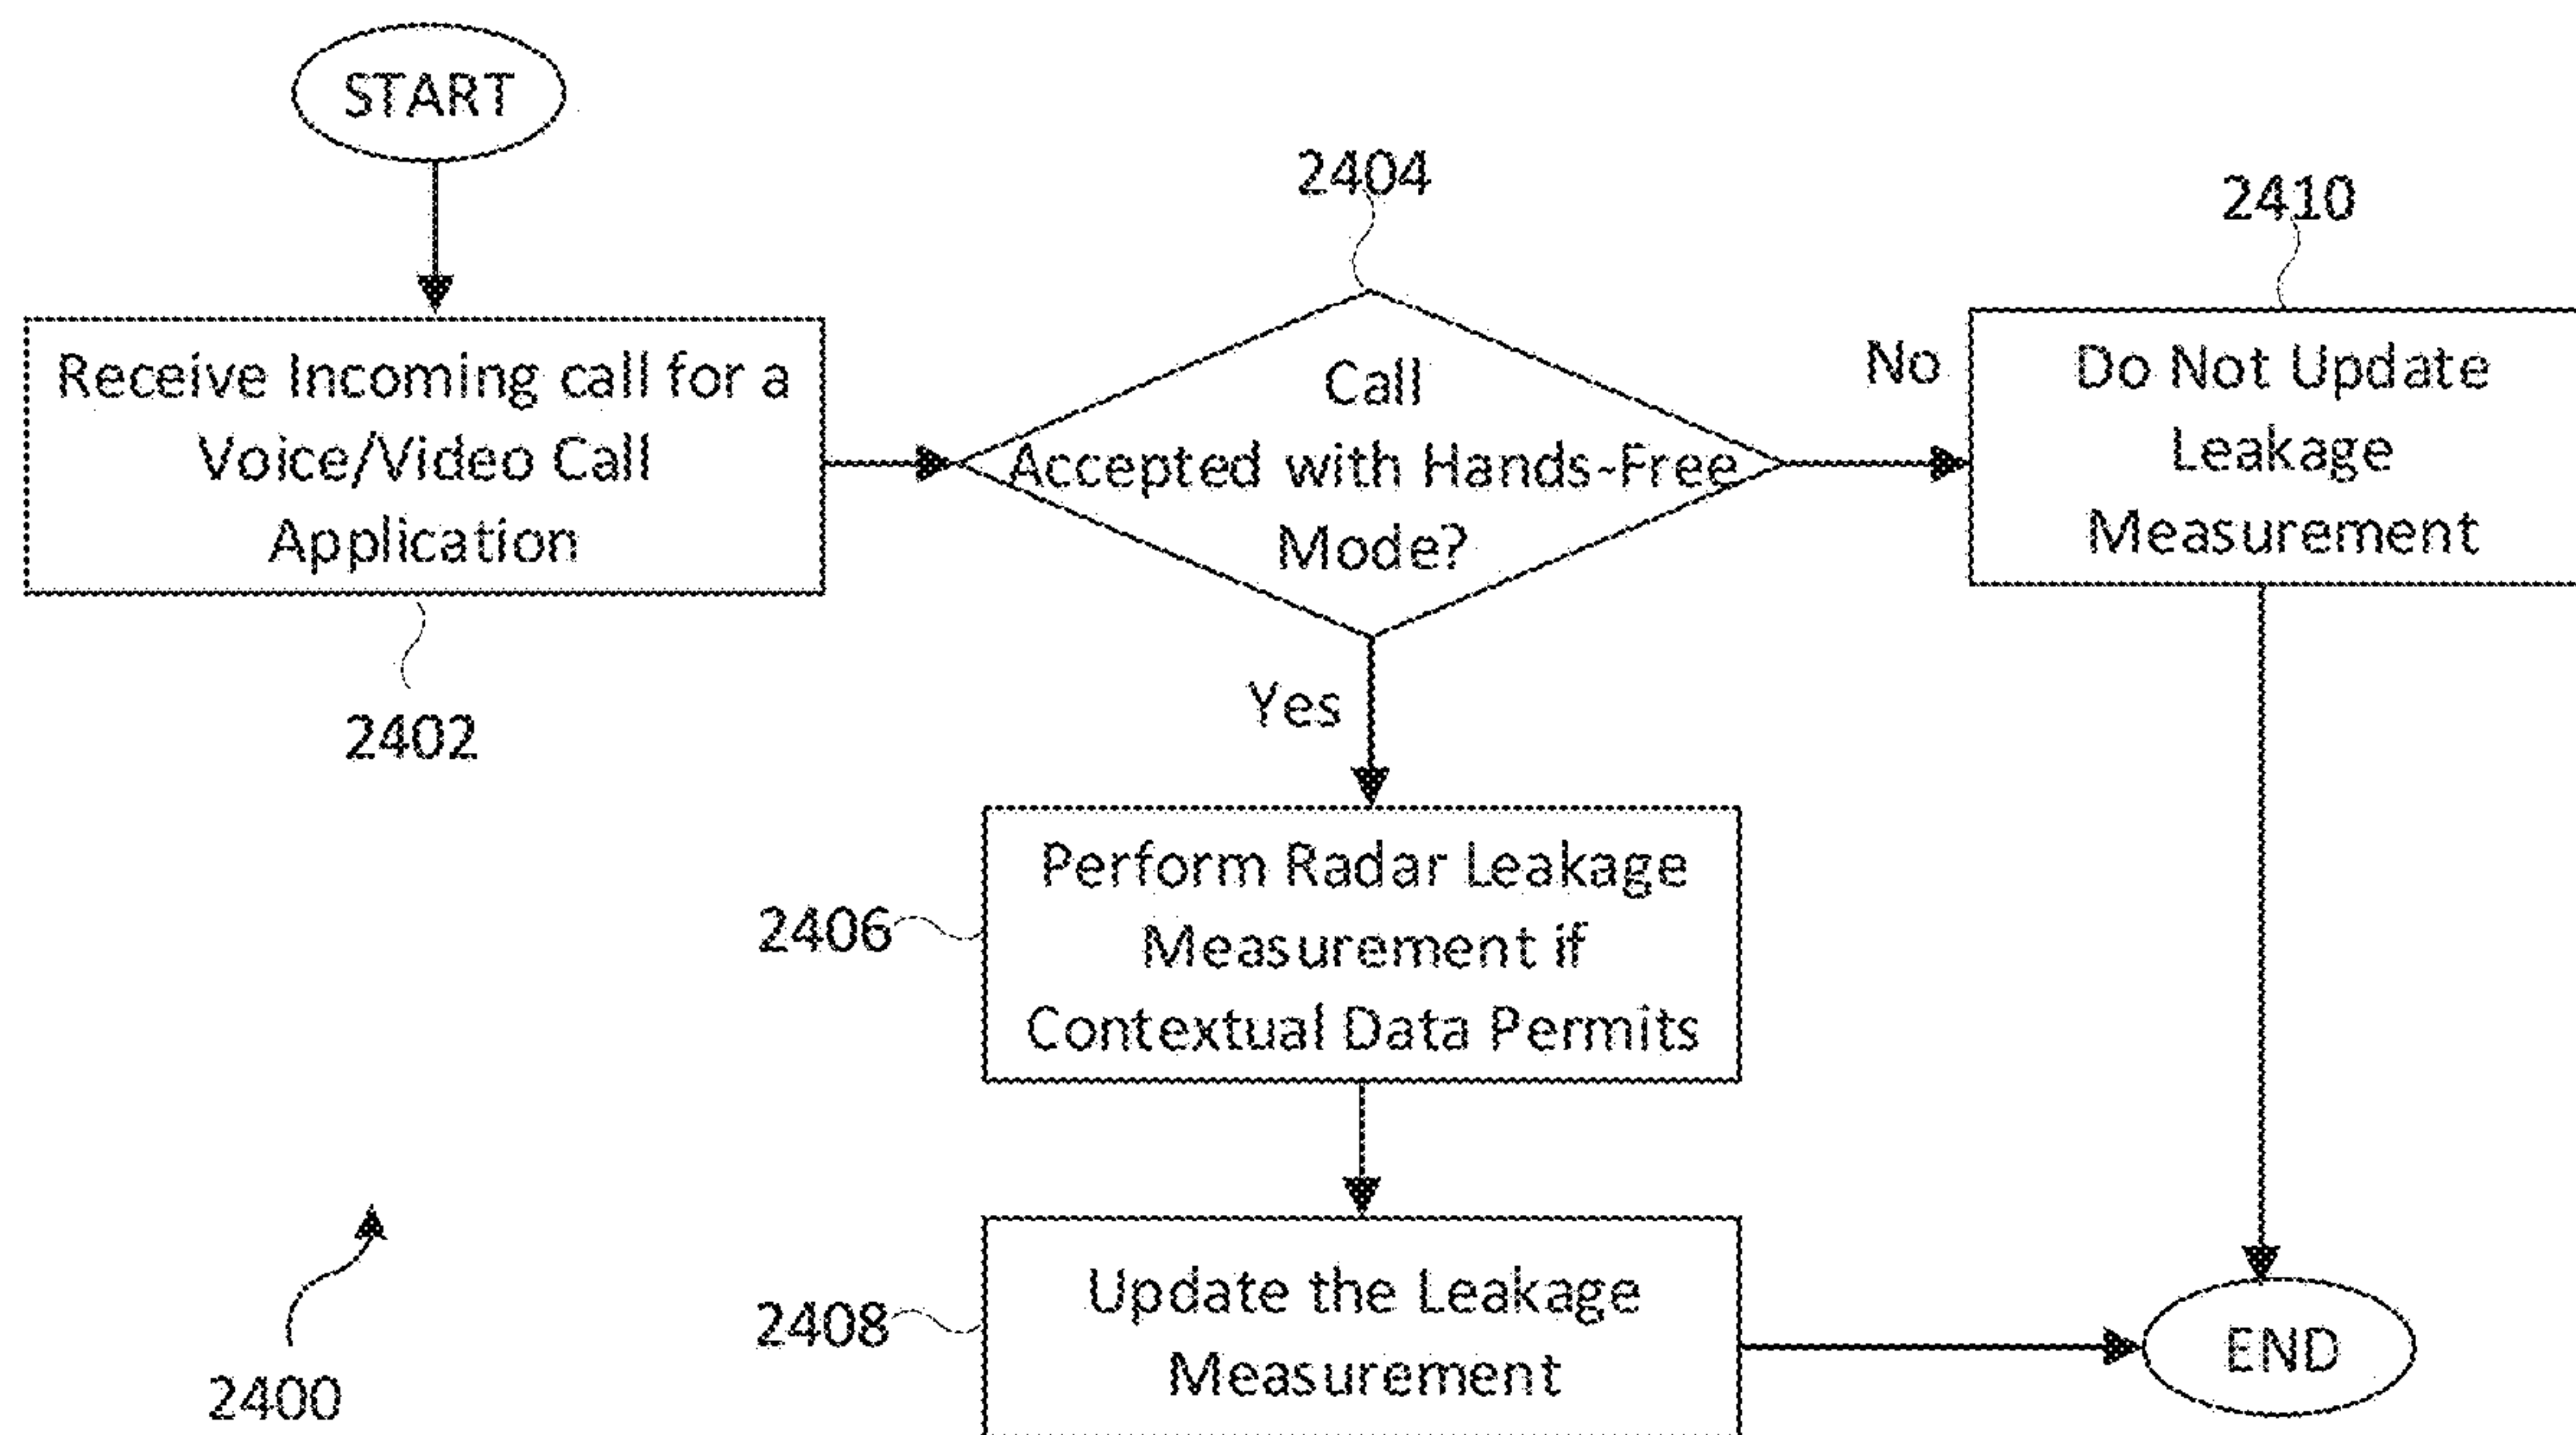 START
2402
Receive Incoming call for a
Voice/Video Call
Application
2404
Call
Accepted with Hands-Free
Mode?
No
2410
Do Not Update
Leakage
Measurement
Yes
2406
Perform Radar Leakage
Measurement if
Contextual Data Permits
2408
Update the Leakage
Measurement
END
2400